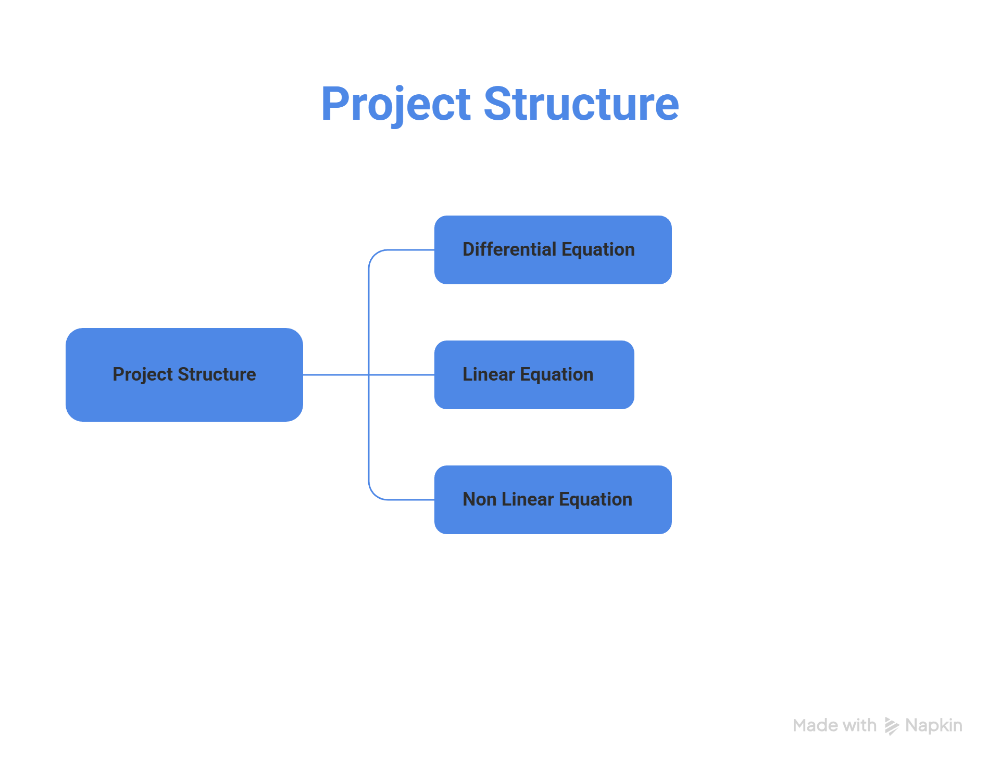 Project Structure
Differential Equation
Project Structure
Linear Equation
Non Linear Equation
Made with Napkin